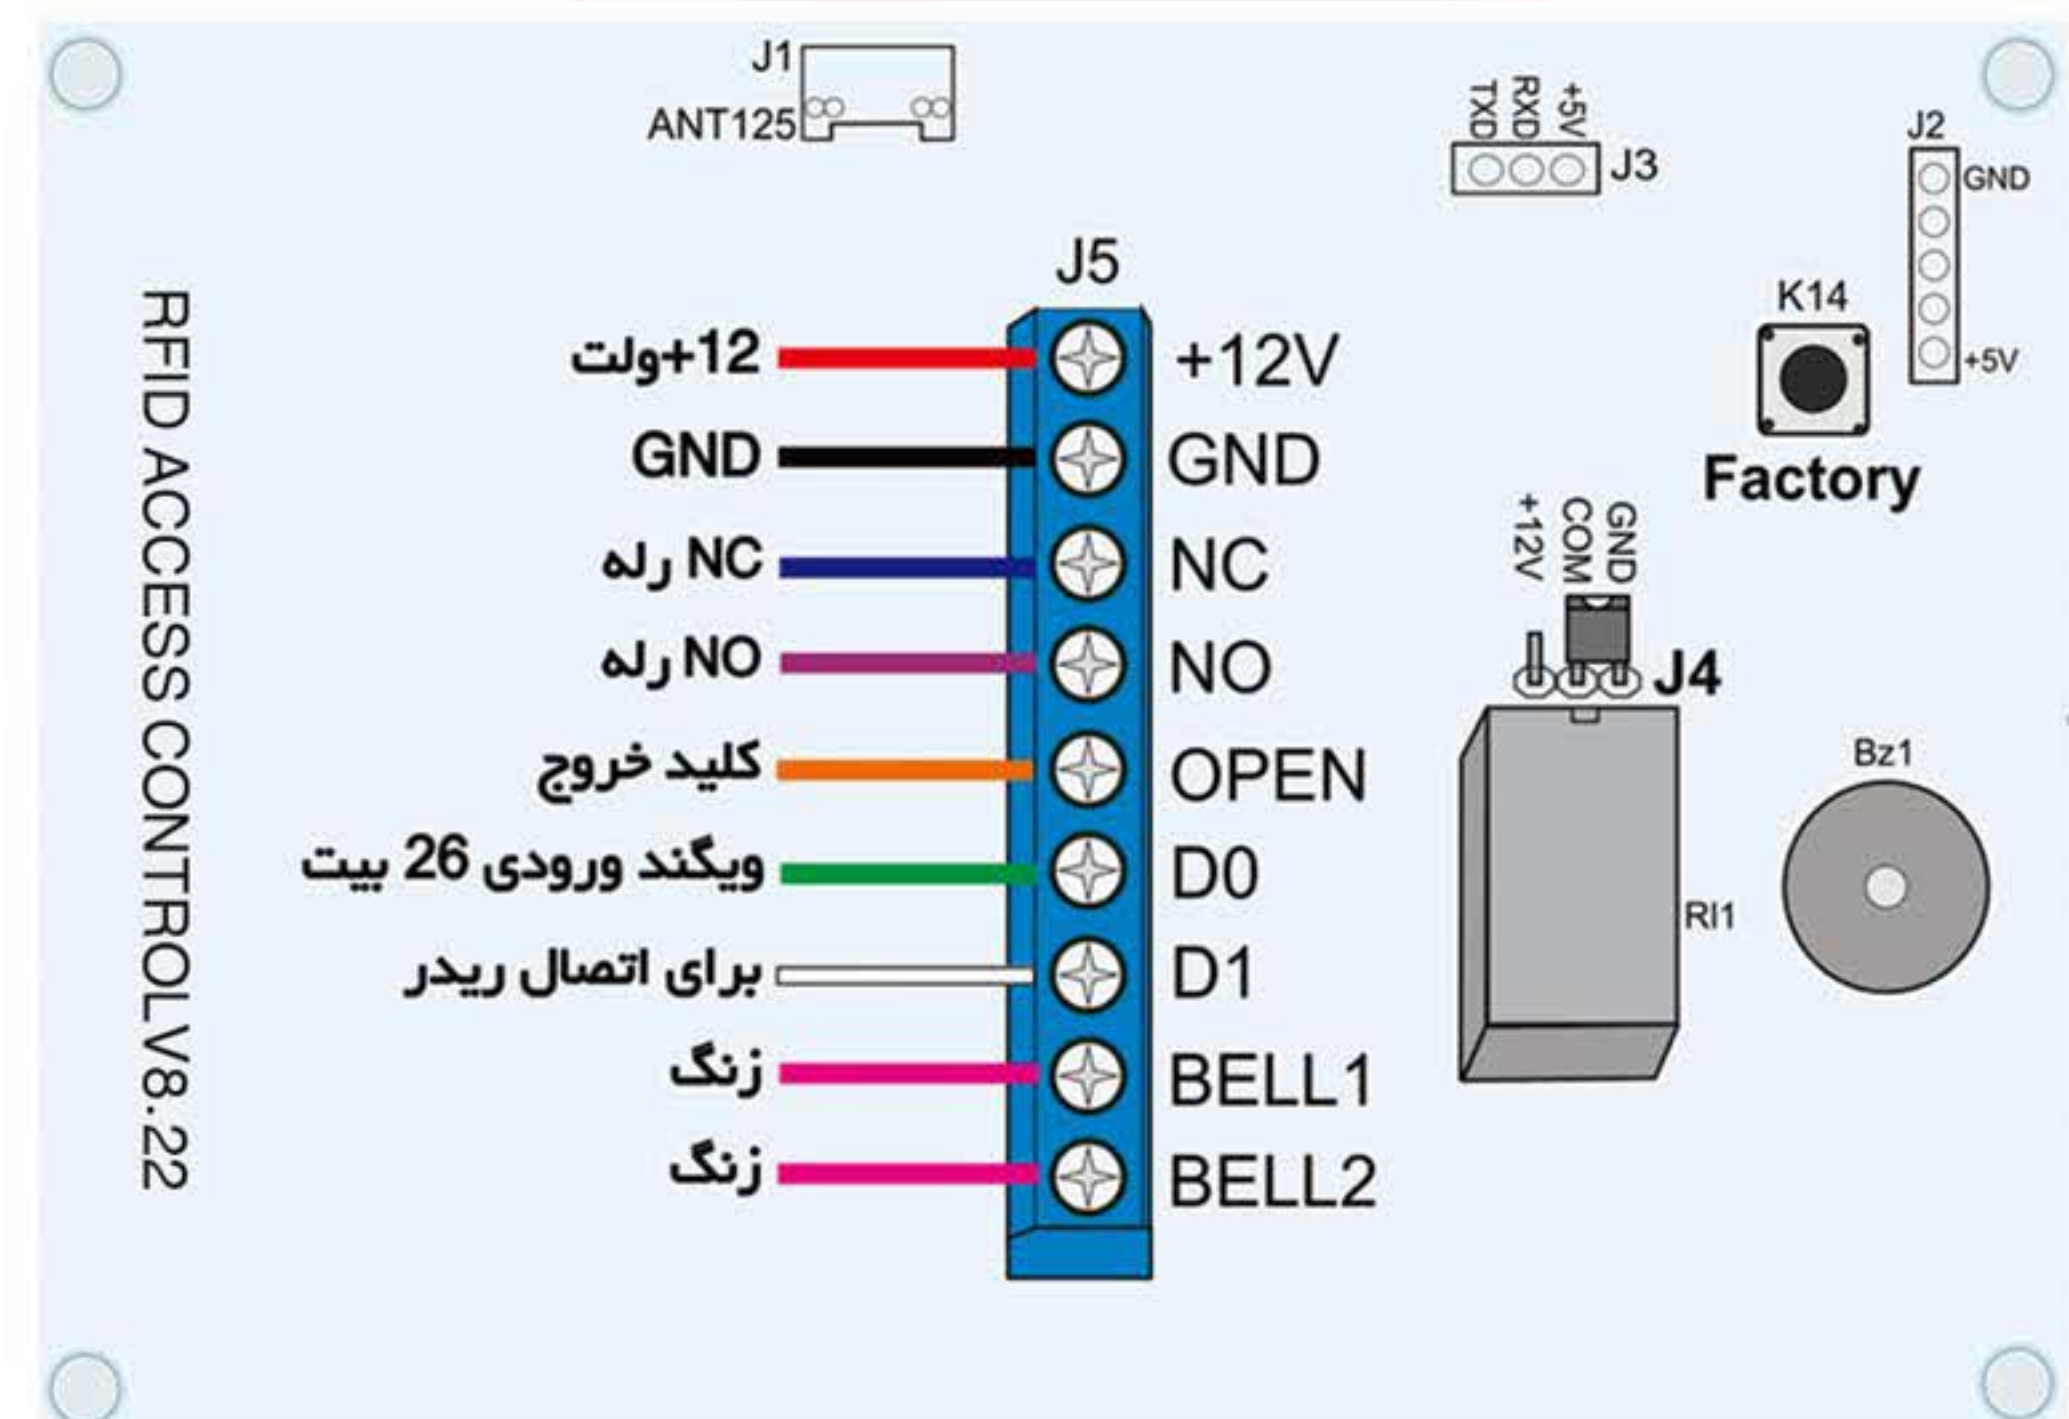 J1
ANT125
TXD
RXD
+5V
J3
J2
GND
+5V
K14
Factory
J5
12+ولت
+12V
GND
GND
NC رله
NC
NO رله
NO
کلید خروج
OPEN
ویگند ورودی 26 بیت
D0
برای اتصال ریدر
D1
زنگ
BELL1
زنگ
BELL2
+12V
COM
GND
J4
Rl1
Bz1
RFID ACCESS CONTROLV8.22